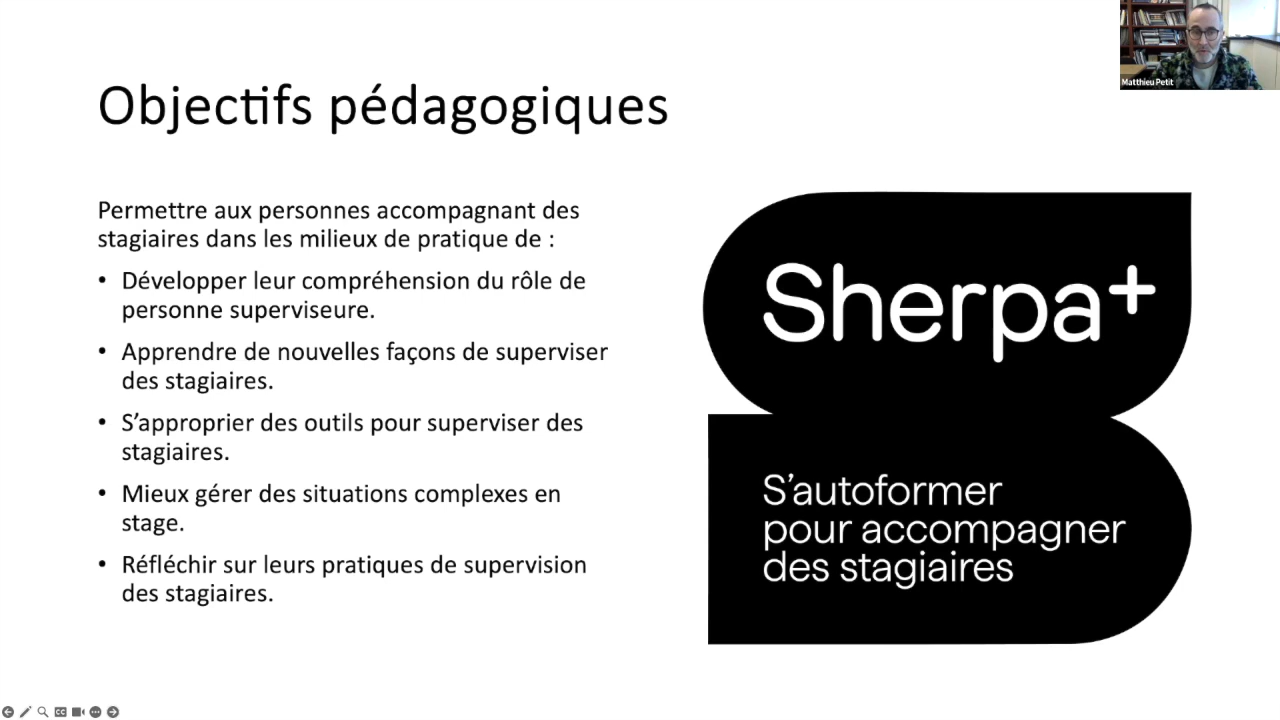 Matthieu Petit
Objectifs pédagogiques
Permettre aux personnes accompagnant des
stagiaires dans les milieux de pratique de :
• Développer leur compréhension du rôle de
personne superviseure.
• Apprendre de nouvelles façons de superviser
des stagiaires.
• S’approprier des outils pour superviser des
stagiaires.
• Mieux gérer des situations complexes en
stage.
• Réfléchir sur leurs pratiques de supervision
des stagiaires.
Sherpa+
S’autoformer
pour accompagner
des stagiaires
CC